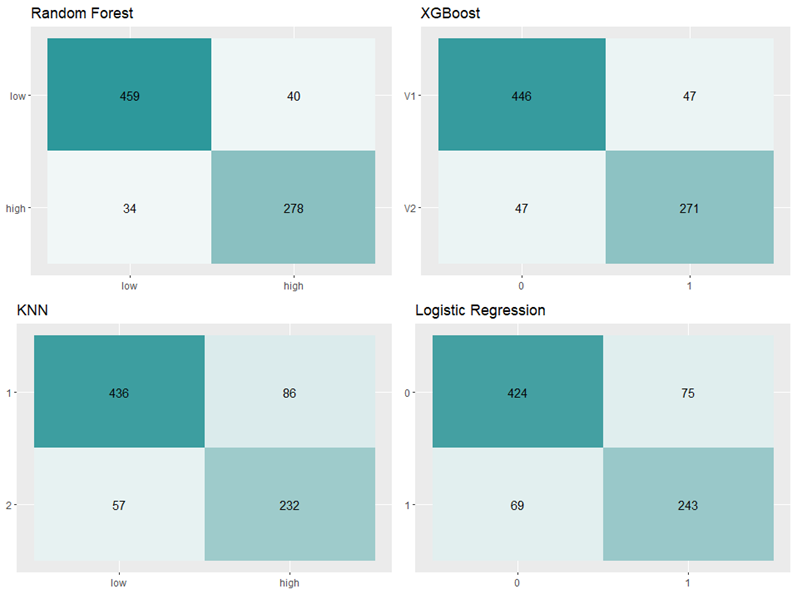 Random Forest
low 459 40
high 34 278
low high
XGBoost
V1 446 47
V2 47 271
0 1
KNN
1 436 86
2 57 232
low high
Logistic Regression
0 424 75
1 69 243
0 1